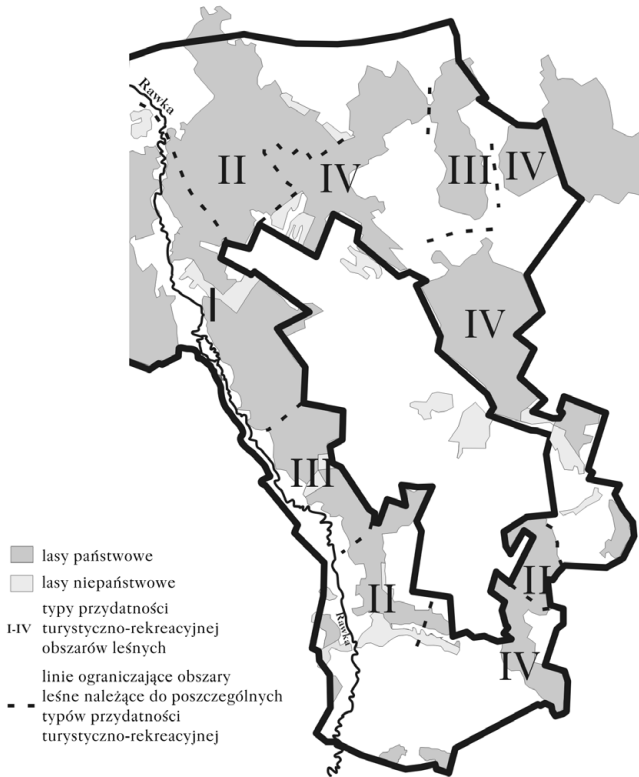 Rawka
II
IV
III
IV
I
IV
III
II
II
Rawka
IV
lasy państwowe
lasy niepaństwowe
typy przydatności
I-IV turystyczno-rekreacyjnej
obszarów leśnych
linie ograniczające obszary
leśne należące do poszczególnych
typów przydatności
turystyczno-rekreacyjnej